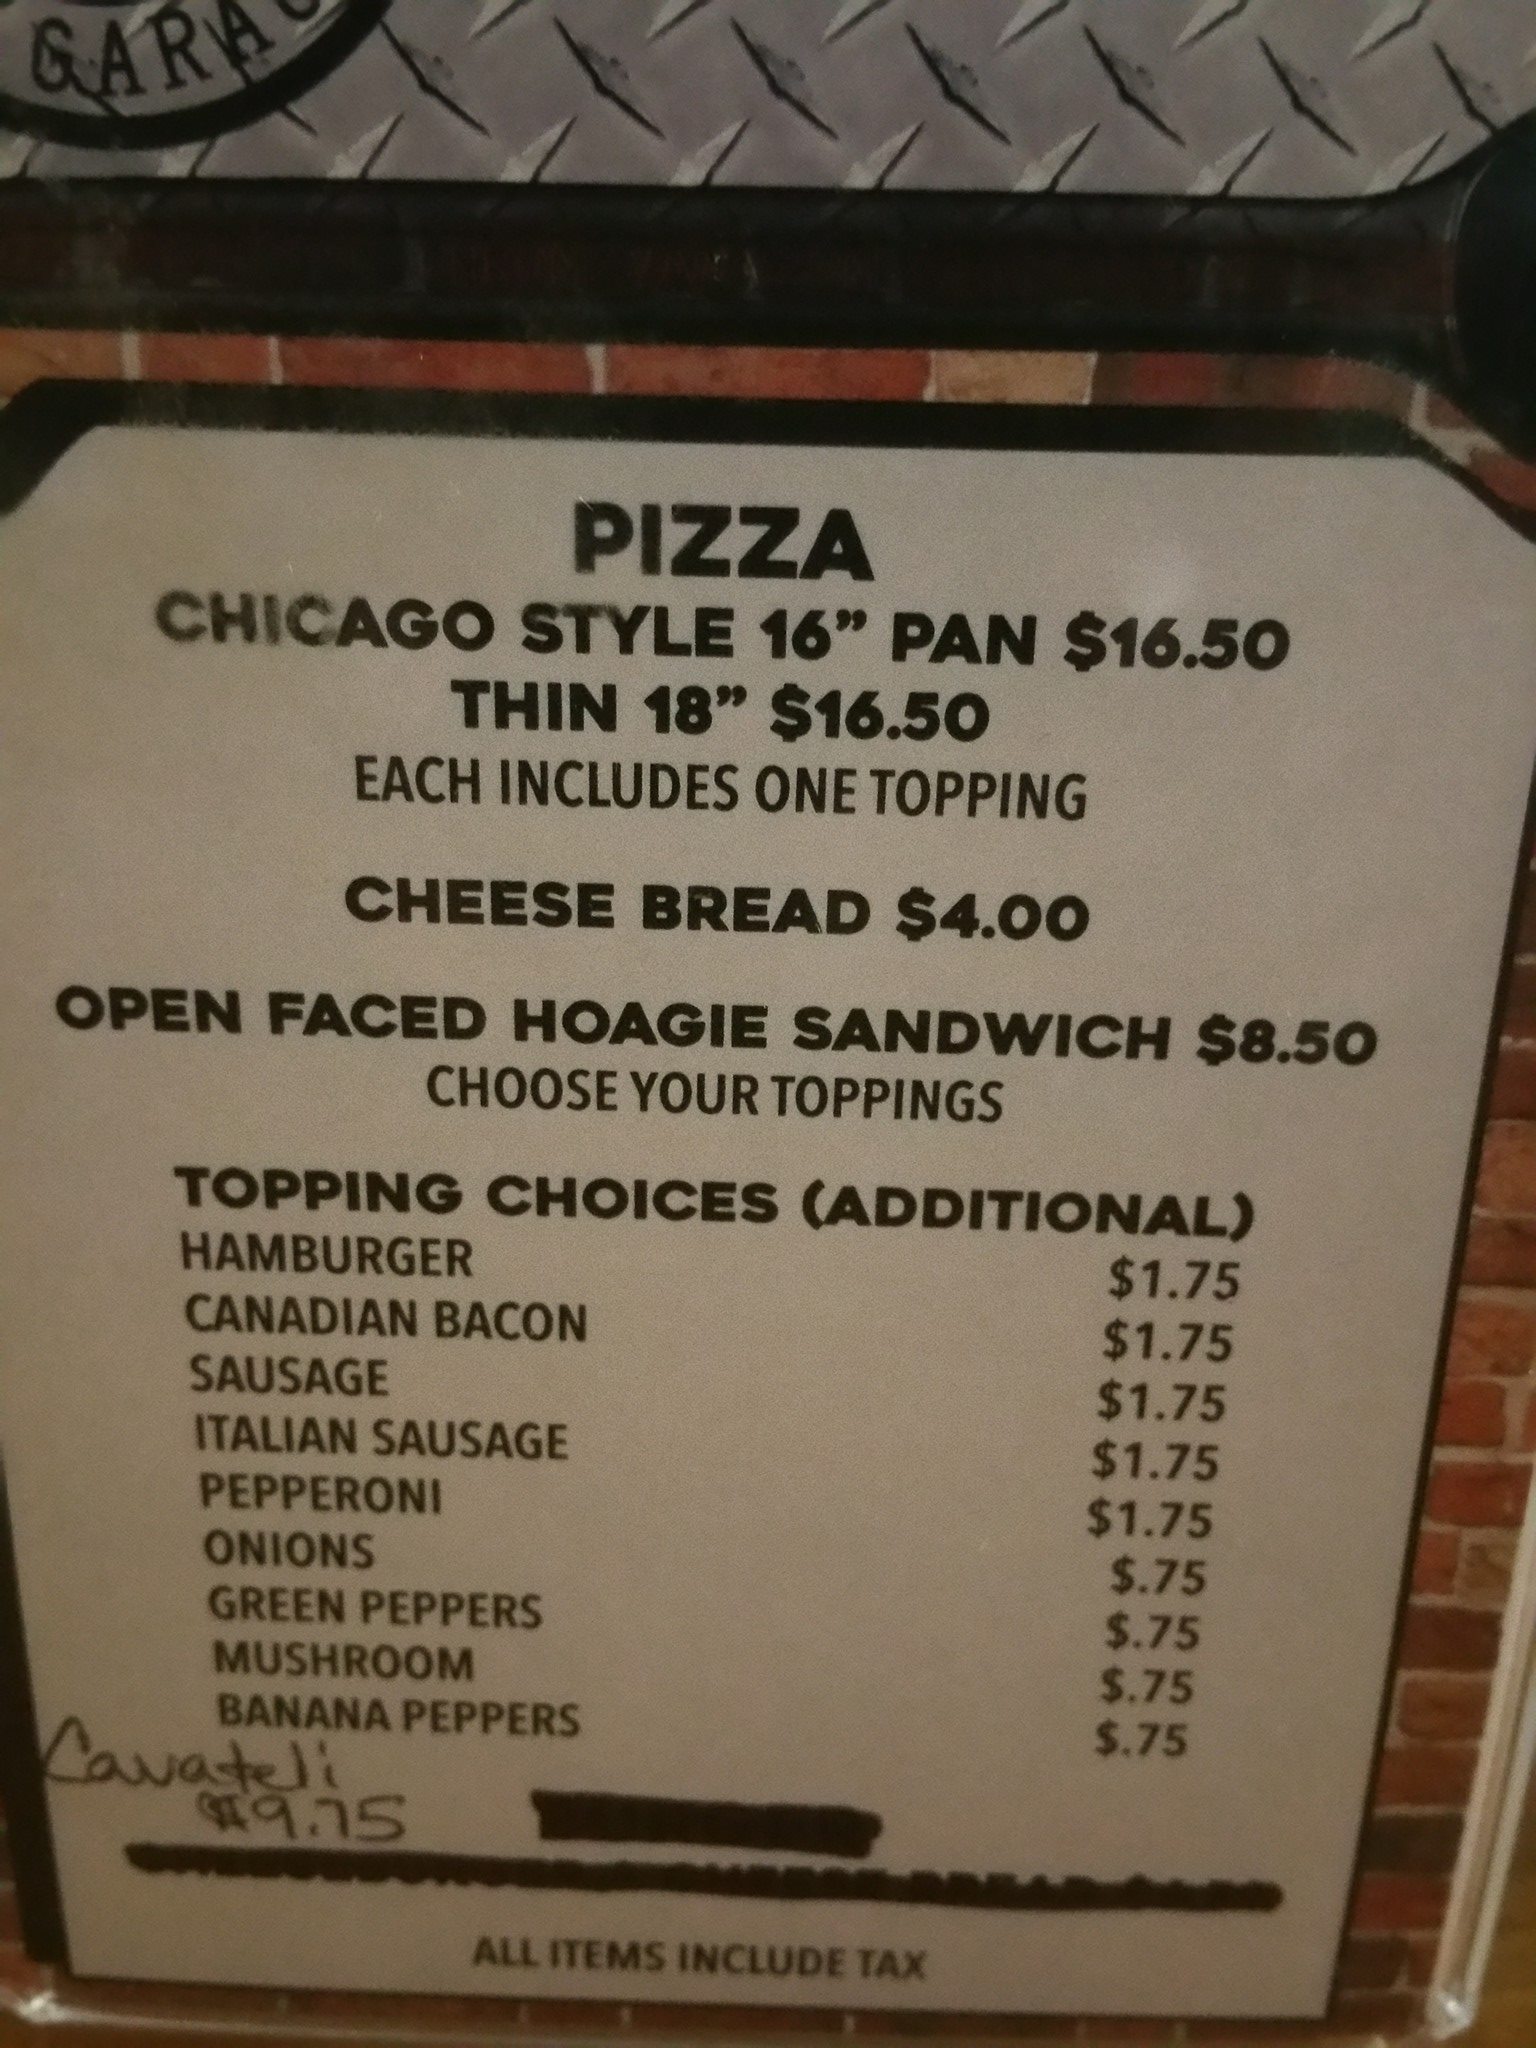 PIZZA
CHICAGO STYLE 16” PAN $16.50
THIN 18” $16.50
EACH INCLUDES ONE TOPPING
CHEESE BREAD $4.00
OPEN FACED HOAGIE SANDWICH $8.50
CHOOSE YOUR TOPPINGS
TOPPING CHOICES (ADDITIONAL)
HAMBURGER $1.75
CANADIAN BACON $1.75
SAUSAGE $1.75
ITALIAN SAUSAGE $1.75
PEPPERONI $1.75
ONIONS $.75
GREEN PEPPERS $.75
MUSHROOM $.75
BANANA PEPPERS $.75
Cavateli
$9.75
ALL ITEMS INCLUDE TAX